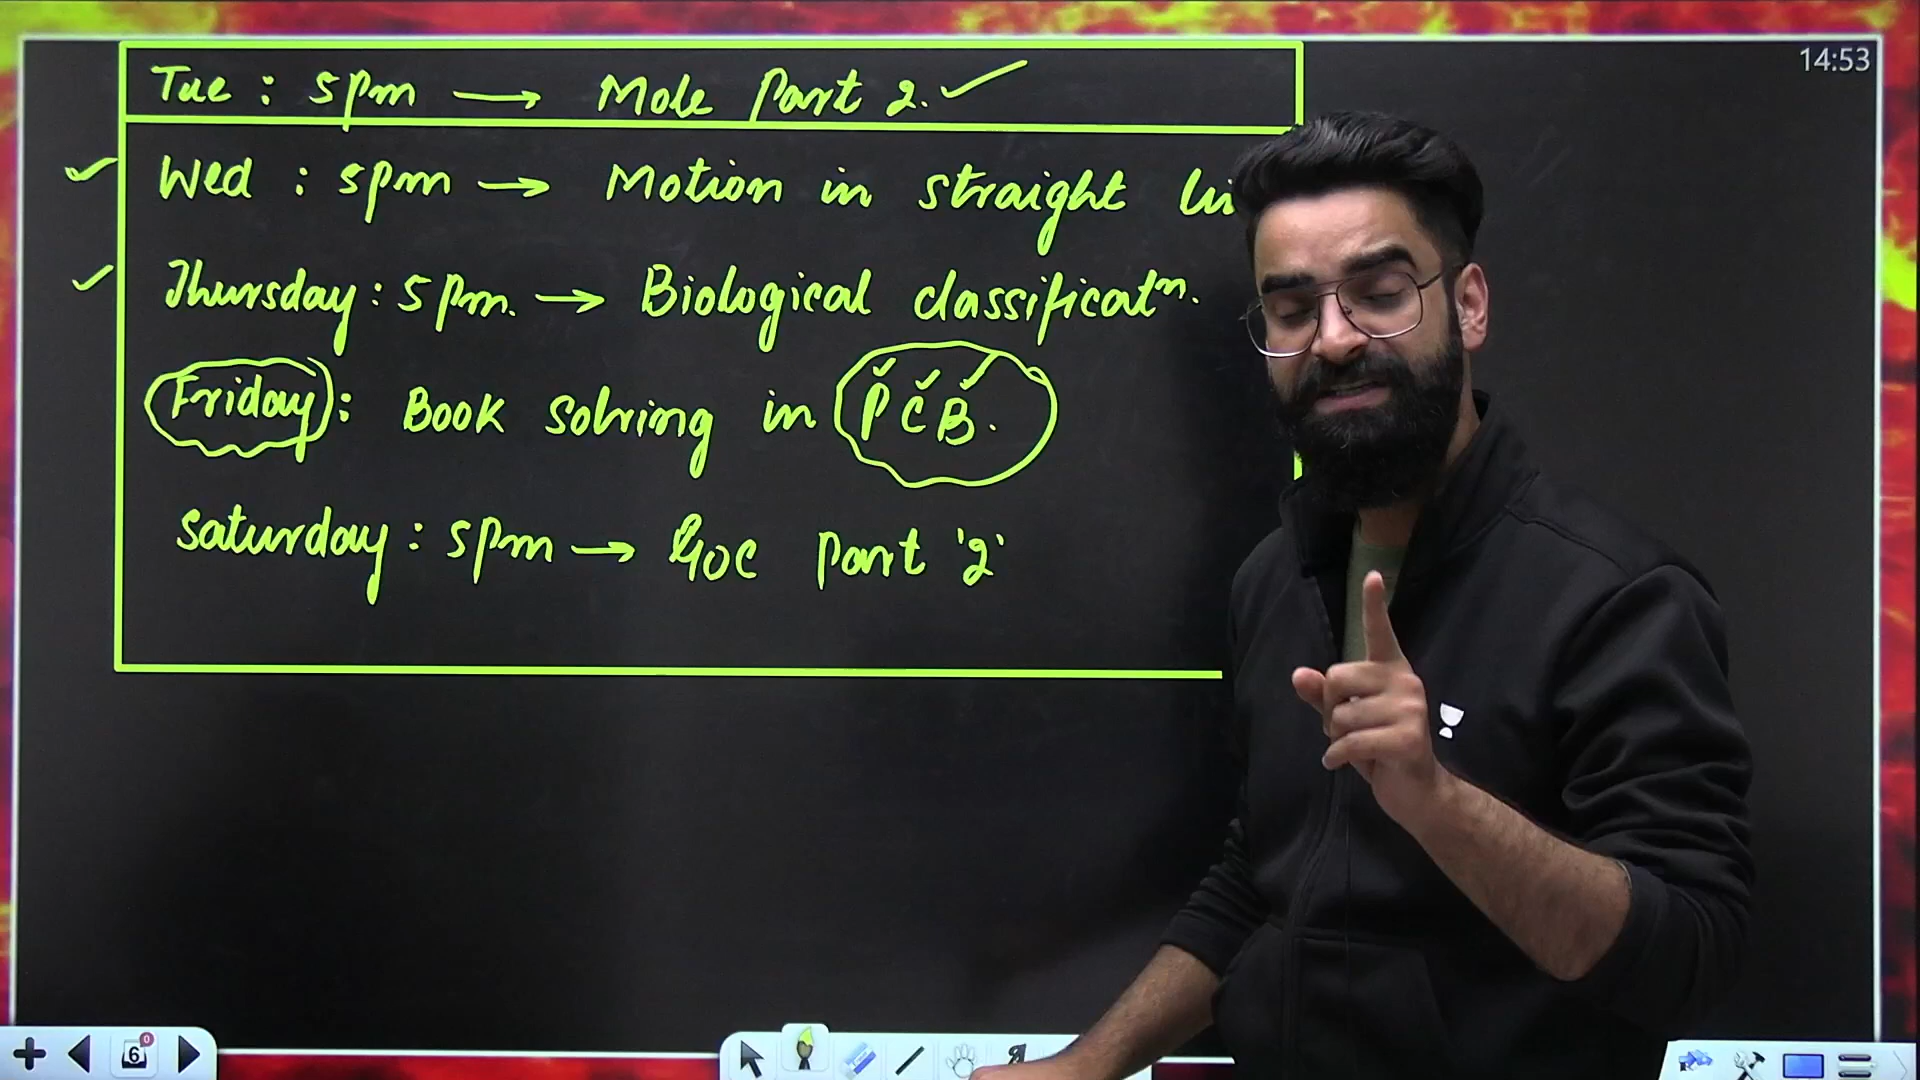 14:53
Tue : 5pm → Mole Part 2. ✓
✓ Wed : 5pm → Motion in straight li
✓ Thursday : 5pm. → Biological classificatⁿ.
Friday : Book solving in PCB.
saturday : 5pm → GOC part '2'
6
0